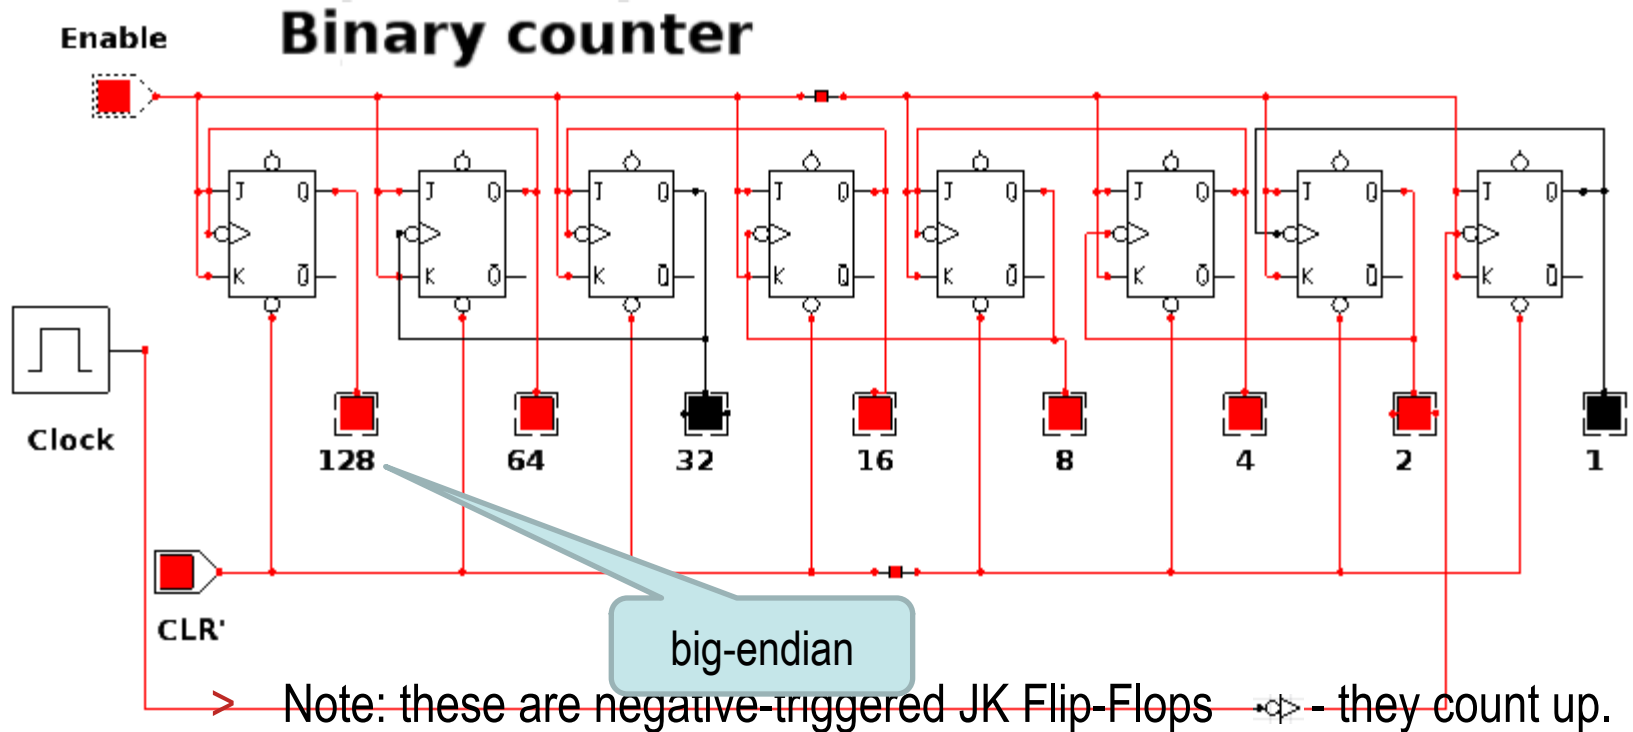 Binary counter
Enable
J Q J Q J Q J Q J Q J Q J Q J Q
K Q̅ K Q̅ K Q̅ K Q̅ K Q̅ K Q̅ K Q̅ K Q̅
Clock
128 64 32 16 8 4 2 1
CLR'
big-endian
> Note: these are negative-triggered JK Flip-Flops - they count up.